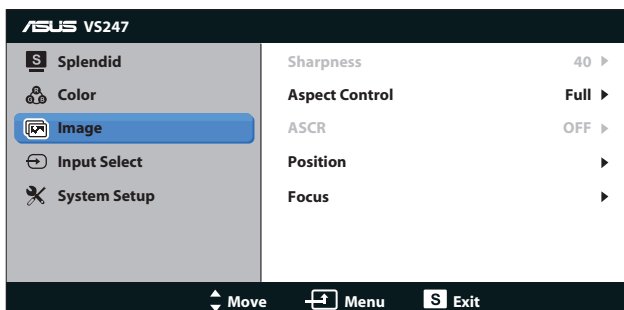 ASUS VS247
S Splendid
Color
Image
Input Select
System Setup
Sharpness 40
Aspect Control Full
ASCR OFF
Position
Focus
Move Menu S Exit